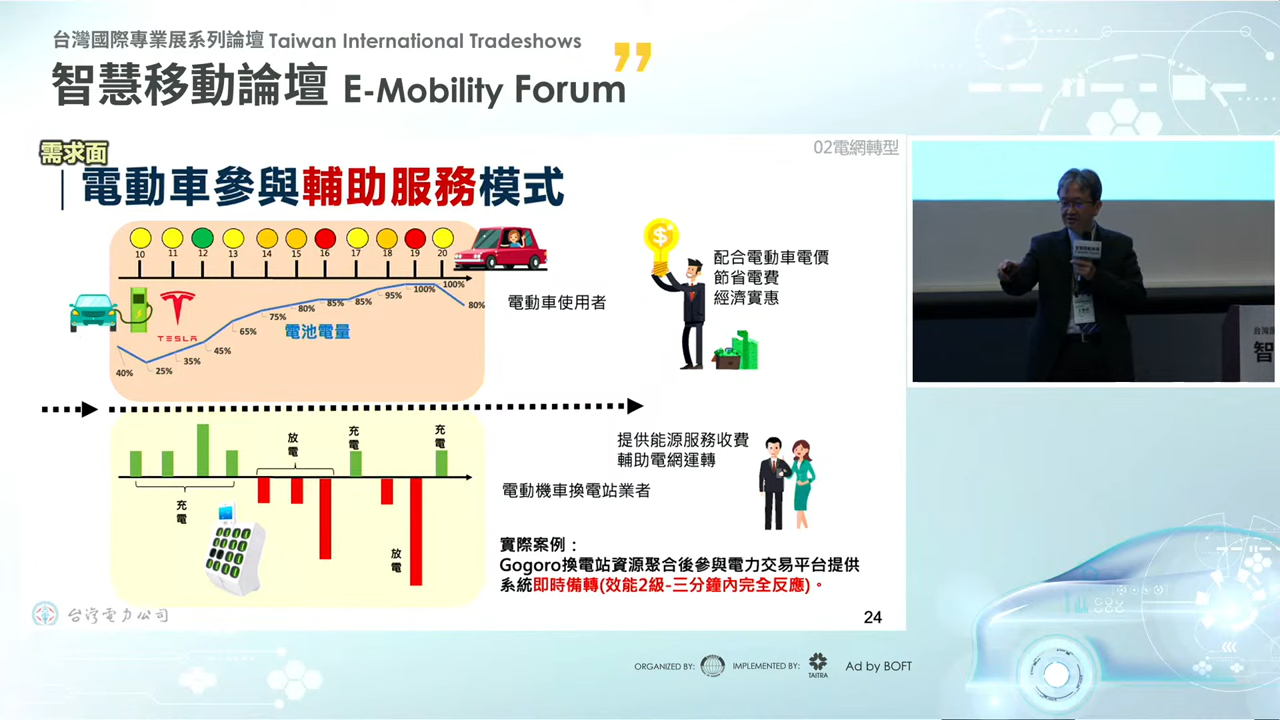 台灣國際專業展系列論壇 Taiwan International Tradeshows
智慧移動論壇 E-Mobility Forum
需求面
02電網轉型
電動車參與輔助服務模式
10 11 12 13 14 15 16 17 18 19 20
TESLA
電池電量
40% 25% 35% 45% 65% 75% 80% 85% 85% 95% 100% 100% 80%
電動車使用者
配合電動車電價
節省電費
經濟實惠
充電
放電
充電
放電
充電
電動機車換電站業者
提供能源服務收費
輔助電網運轉
實際案例：
Gogoro換電站資源聚合後參與電力交易平台提供
系統即時備轉(效能2級-三分鐘內完全反應)。
台灣電力公司
24
ORGANIZED BY: IMPLEMENTED BY: TAITRA Ad by BOFT